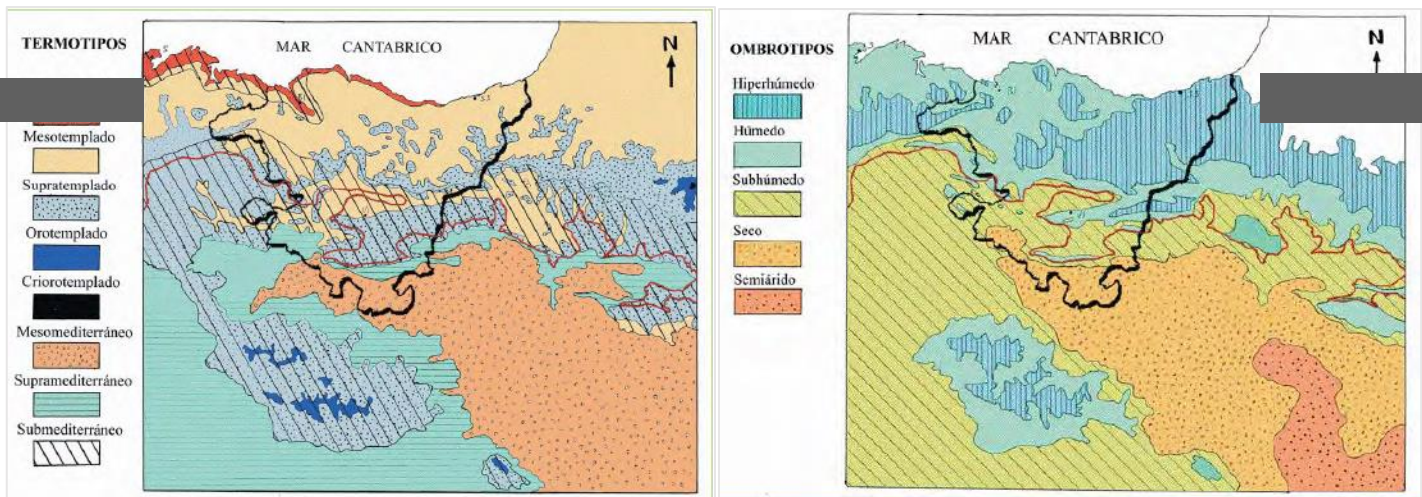 TERMOTIPOS
MAR CANTABRICO
N
Mesotemplado
Supratemplado
Orotemplado
Criorotemplado
Mesomediterráneo
Supramediterráneo
Submediterráneo
OMBROTIPOS
MAR CANTABRICO
N
Hiperhúmedo
Húmedo
Subhúmedo
Seco
Semiárido